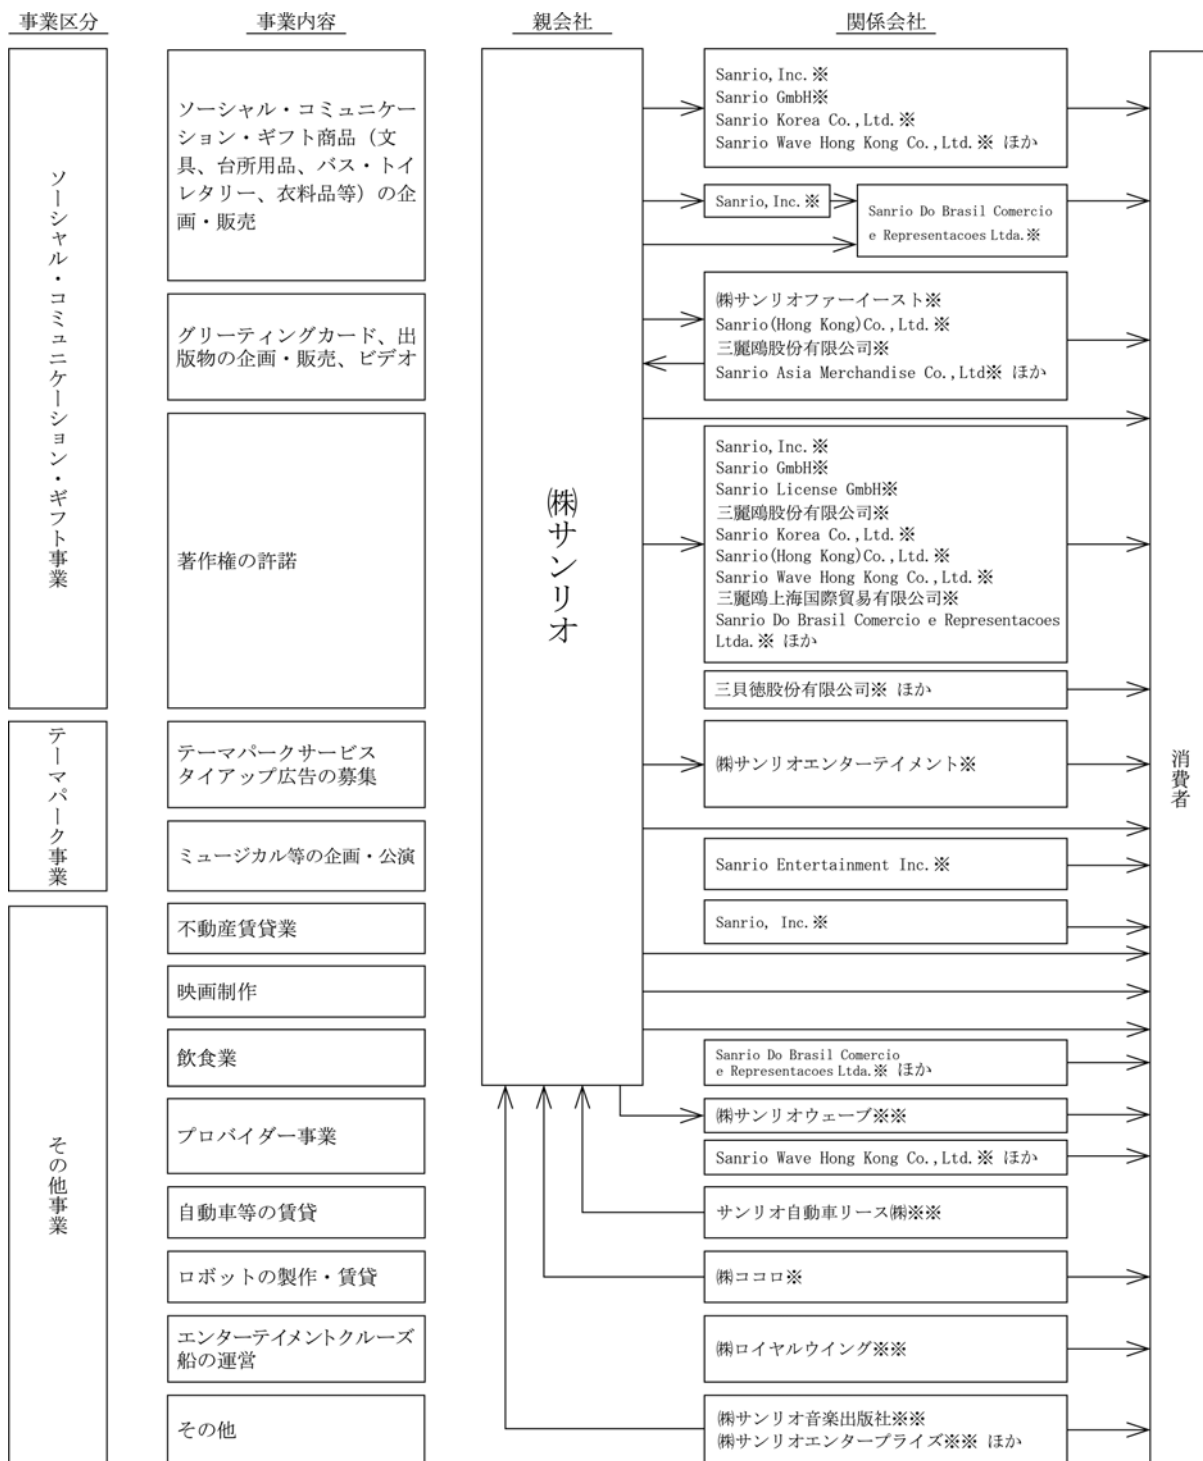 事業区分
事業内容
親会社
関係会社
ソーシャル・コミュニケーション・ギフト事業
ソーシャル・コミュニケー
ション・ギフト商品（文
具、台所用品、バス・トイ
レタリー、衣料品等）の企
画・販売
グリーティングカード、出
版物の企画・販売、ビデオ
著作権の許諾
テーマパーク事業
テーマパークサービス
タイアップ広告の募集
ミュージカル等の企画・公演
その他事業
不動産賃貸業
映画制作
飲食業
プロバイダー事業
自動車等の賃貸
ロボットの製作・賃貸
エンターテイメントクルーズ
船の運営
その他
㈱サンリオ
Sanrio,Inc.※
Sanrio GmbH※
Sanrio Korea Co.,Ltd.※
Sanrio Wave Hong Kong Co.,Ltd.※ ほか
Sanrio,Inc.※
Sanrio Do Brasil Comercio
e Representacoes Ltda.※
㈱サンリオファーイースト※
Sanrio(Hong Kong)Co.,Ltd.※
三麗鴎股份有限公司※
Sanrio Asia Merchandise Co.,Ltd※ ほか
Sanrio,Inc.※
Sanrio GmbH※
Sanrio License GmbH※
三麗鴎股份有限公司※
Sanrio Korea Co.,Ltd.※
Sanrio(Hong Kong)Co.,Ltd.※
Sanrio Wave Hong Kong Co.,Ltd.※
三麗鴎上海国際貿易有限公司※
Sanrio Do Brasil Comercio e Representacoes
Ltda.※ ほか
三貝徳股份有限公司※ ほか
㈱サンリオエンターテイメント※
Sanrio Entertainment Inc.※
Sanrio, Inc.※
Sanrio Do Brasil Comercio
e Representacoes Ltda.※ ほか
㈱サンリオウェーブ※※
Sanrio Wave Hong Kong Co.,Ltd.※ ほか
サンリオ自動車リース㈱※※
㈱ココロ※
㈱ロイヤルウイング※※
㈱サンリオ音楽出版社※※
㈱サンリオエンタープライズ※※ ほか
消費者